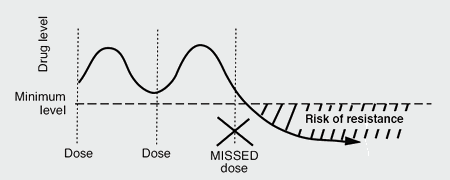 Drug level
Minimum
level
Risk of resistance
Dose
Dose
MISSED
dose